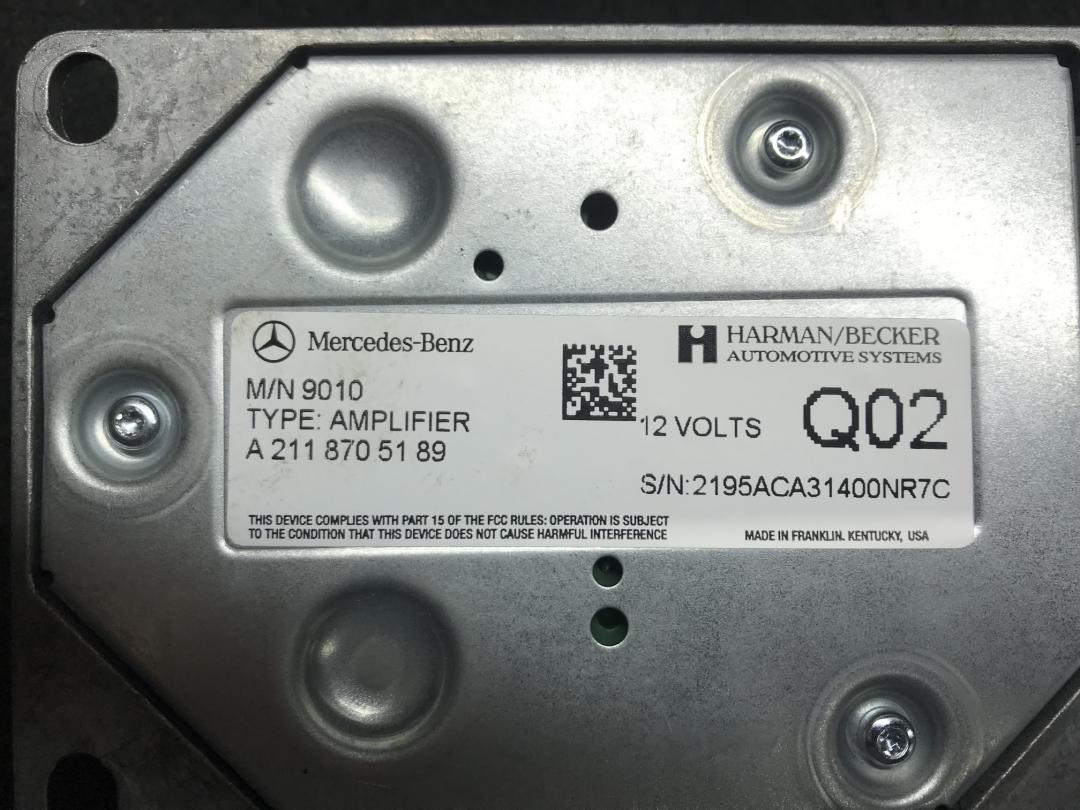 Mercedes-Benz
HARMAN/BECKER
AUTOMOTIVE SYSTEMS
M/N 9010
TYPE: AMPLIFIER
A 211 870 51 89
12 VOLTS
Q02
S/N:2195ACA31400NR7C
THIS DEVICE COMPLIES WITH PART 15 OF THE FCC RULES: OPERATION IS SUBJECT
TO THE CONDITION THAT THIS DEVICE DOES NOT CAUSE HARMFUL INTERFERENCE
MADE IN FRANKLIN. KENTUCKY, USA